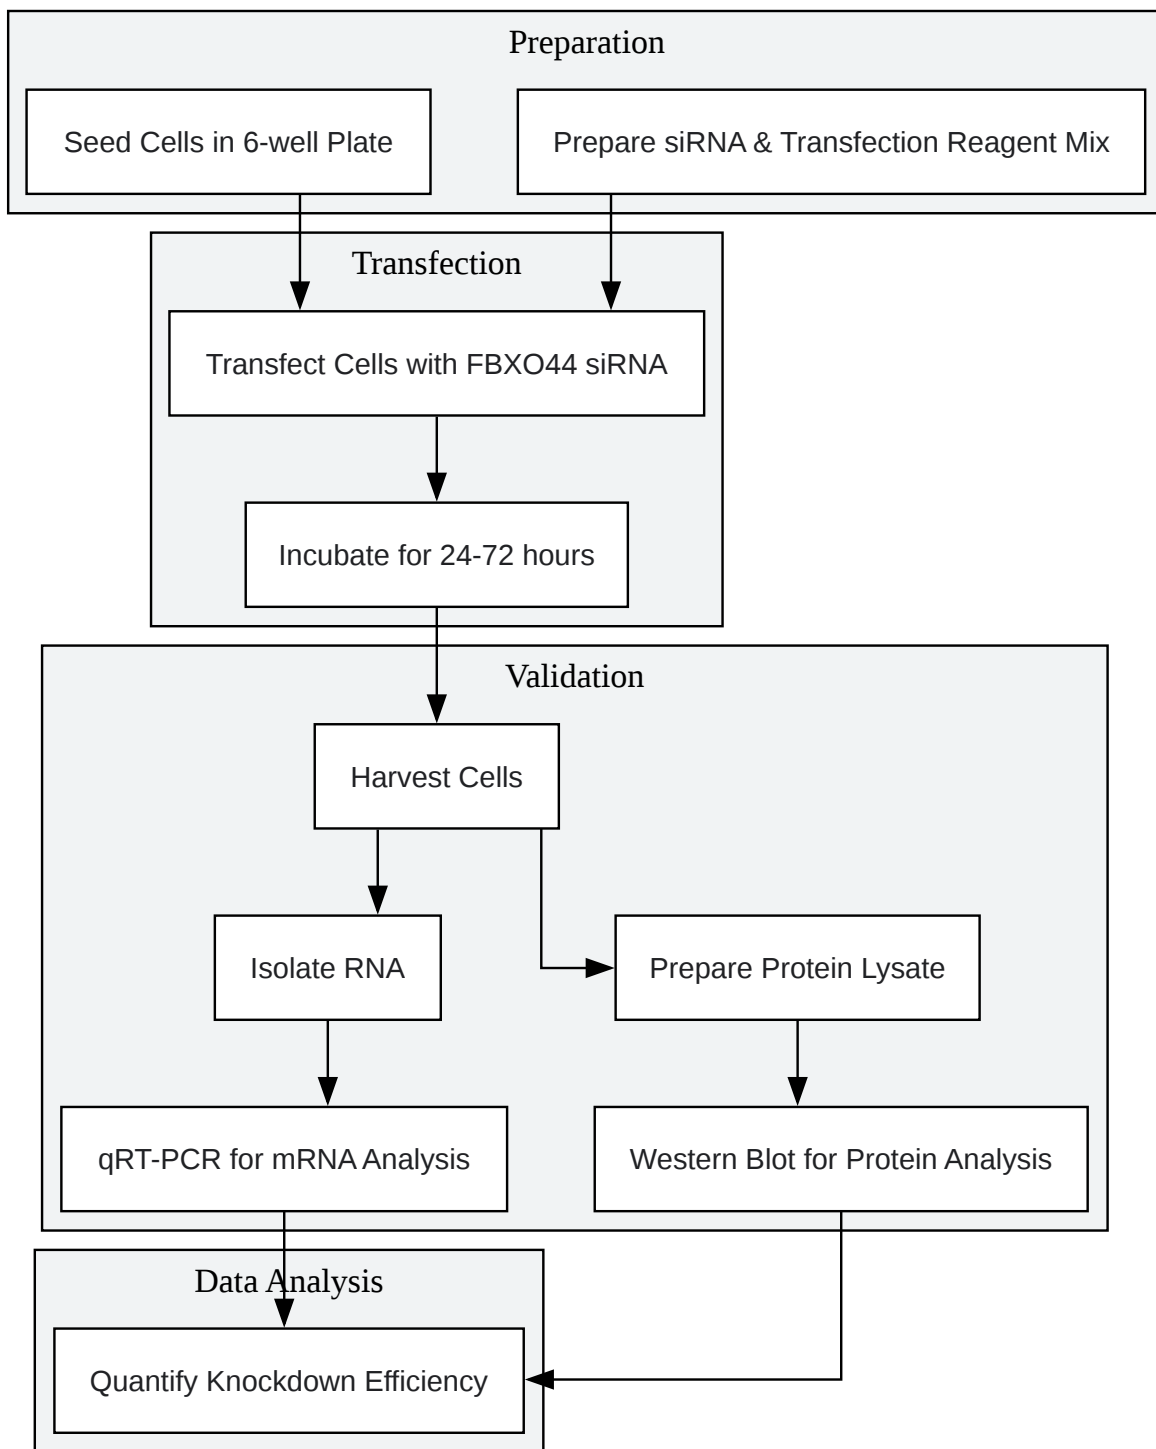 Preparation
Seed Cells in 6-well Plate
Prepare siRNA & Transfection Reagent Mix
Transfection
Transfect Cells with FBXO44 siRNA
Incubate for 24-72 hours
Validation
Harvest Cells
Isolate RNA
Prepare Protein Lysate
qRT-PCR for mRNA Analysis
Western Blot for Protein Analysis
Data Analysis
Quantify Knockdown Efficiency